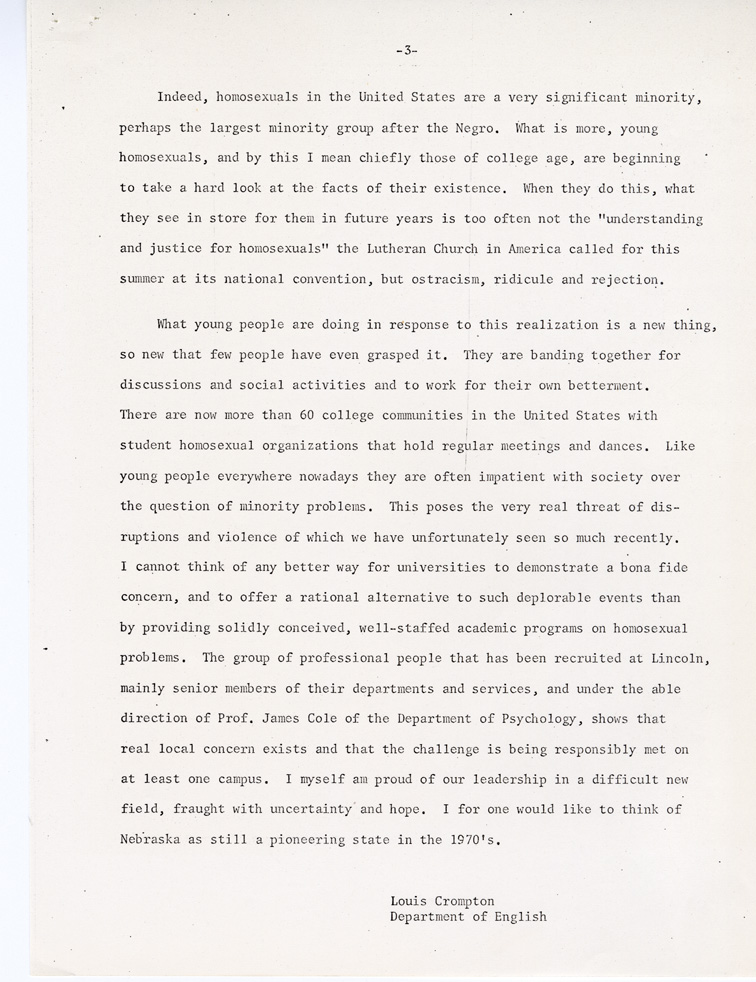 -3-
Indeed, homosexuals in the United States are a very significant minority,
perhaps the largest minority group after the Negro. What is more, young
homosexuals, and by this I mean chiefly those of college age, are beginning
to take a hard look at the facts of their existence. When they do this, what
they see in store for them in future years is too often not the "understanding
and justice for homosexuals" the Lutheran Church in America called for this
summer at its national convention, but ostracism, ridicule and rejection.
What young people are doing in response to this realization is a new thing,
so new that few people have even grasped it. They are banding together for
discussions and social activities and to work for their own betterment.
There are now more than 60 college communities in the United States with
student homosexual organizations that hold regular meetings and dances. Like
young people everywhere nowadays they are often impatient with society over
the question of minority problems. This poses the very real threat of dis-
ruptions and violence of which we have unfortunately seen so much recently.
I cannot think of any better way for universities to demonstrate a bona fide
concern, and to offer a rational alternative to such deplorable events than
by providing solidly conceived, well-staffed academic programs on homosexual
problems. The group of professional people that has been recruited at Lincoln,
mainly senior members of their departments and services, and under the able
direction of Prof. James Cole of the Department of Psychology, shows that
real local concern exists and that the challenge is being responsibly met on
at least one campus. I myself am proud of our leadership in a difficult new
field, fraught with uncertainty and hope. I for one would like to think of
Nebraska as still a pioneering state in the 1970's.
Louis Crompton
Department of English